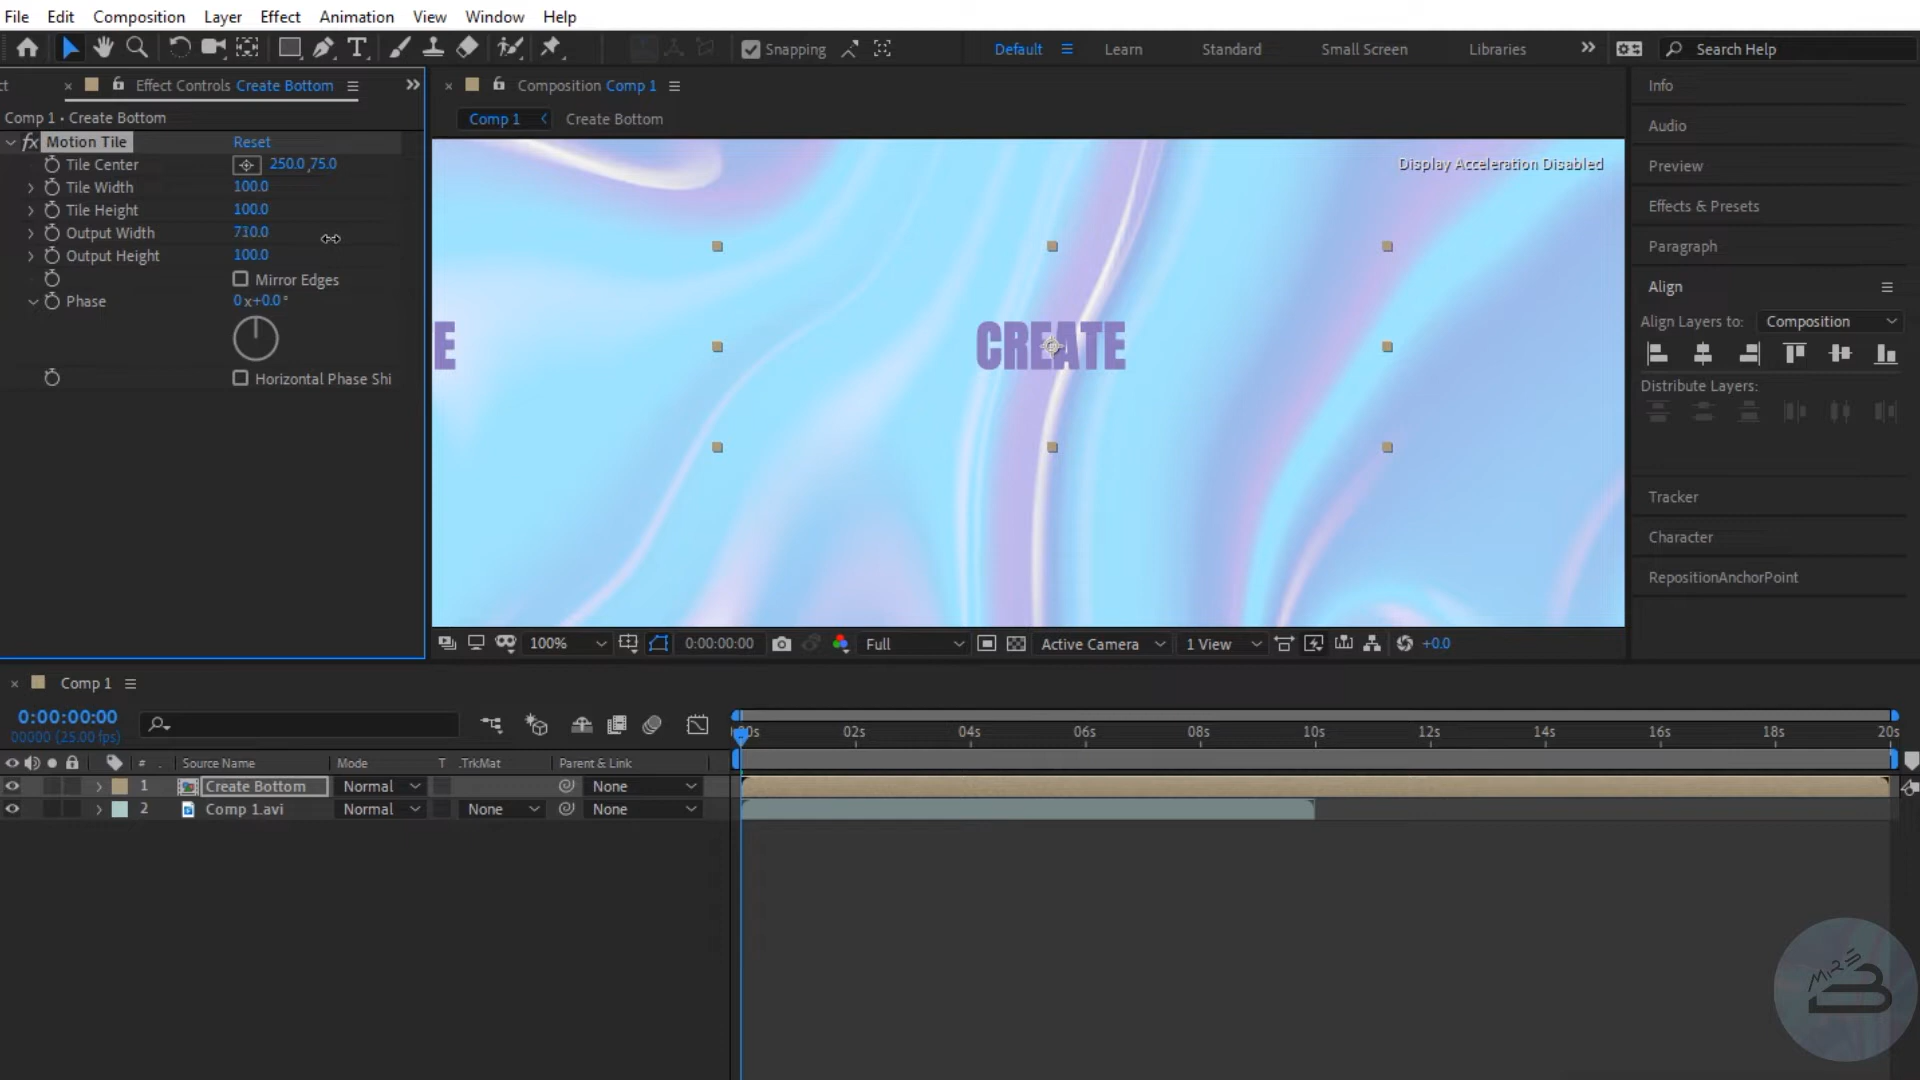 File Edit Composition Layer Effect Animation View Window Help
Snapping Default Learn Standard Small Screen Libraries Search Help
ct Effect Controls Create Bottom
Comp 1 • Create Bottom
fx Motion Tile Reset
Tile Center 250.0 ,75.0
Tile Width 100.0
Tile Height 100.0
Output Width 710.0
Output Height 100.0
Mirror Edges
Phase 0 x+0.0 °
Horizontal Phase Shi
Composition Comp 1
Comp 1 Create Bottom
Display Acceleration Disabled
E CREATE
100% 0:00:00:00 Full Active Camera 1 View +0.0
Info
Audio
Preview
Effects & Presets
Paragraph
Align
Align Layers to: Composition
Distribute Layers:
Tracker
Character
RepositionAnchorPoint
Comp 1
0:00:00:00
00000 (25.00 fps)
02s 04s 06s 08s 10s 12s 14s 16s 18s 20s
# Source Name Mode T .TrkMat Parent & Link
1 Create Bottom Normal None
2 Comp 1.avi Normal None None